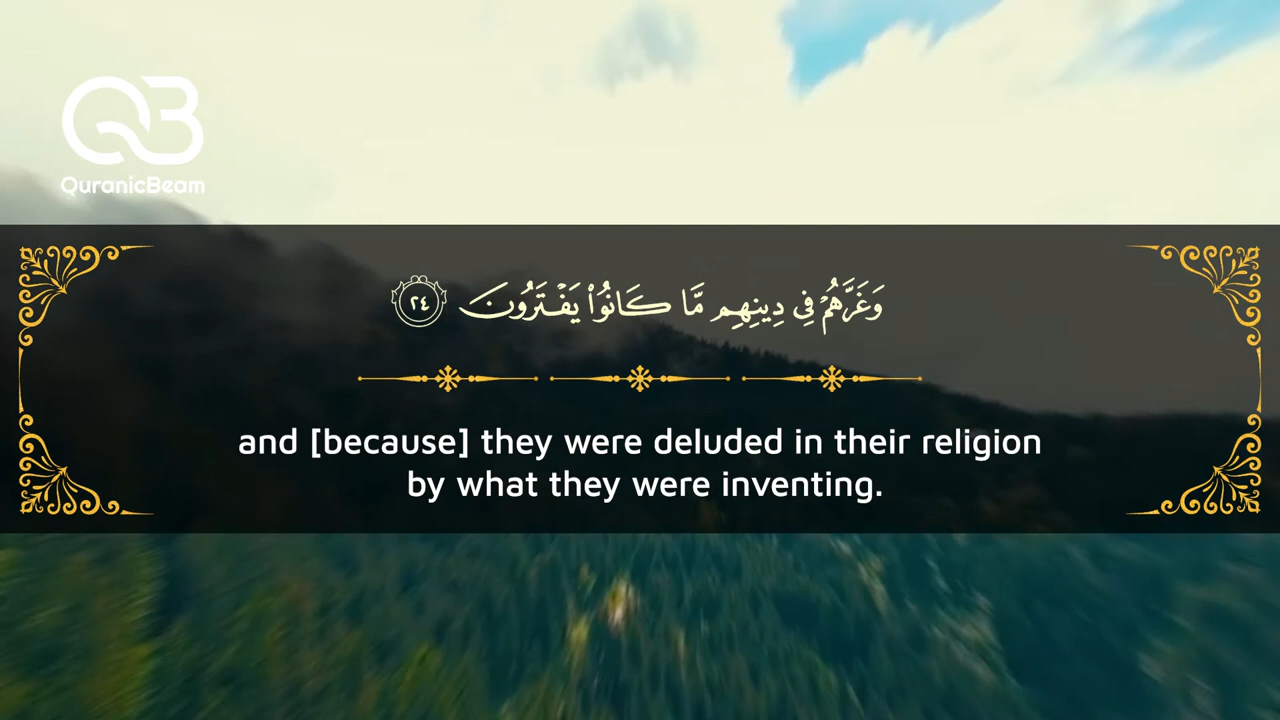 QB
QuranicBeam
وَغَرَّهُمْ فِي دِينِهِم مَّا كَانُوا۟ يَفْتَرُونَ ٢٤
and [because] they were deluded in their religion
by what they were inventing.